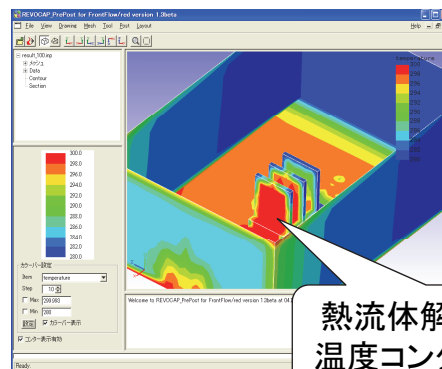 REVOCAP_PrePost for FrontFlow/red version 1.3beta
File View Drawing Mesh Tool Post Layout Help
result_100.inp
メッシュ
Data
Contour
Section
temperature
300.0
298.0
296.0
294.0
292.0
290.0
288.0
286.0
284.0
282.0
280.0
カラーバー設定
Item temperature
Step 10
Max 299.993
Min 280
設定 カラーバー表示
コンター表示有効
Welcome to REVOCAP_PrePost for FrontFlow/red version 1.3beta at
Ready.
熱流体解
温度コンタ